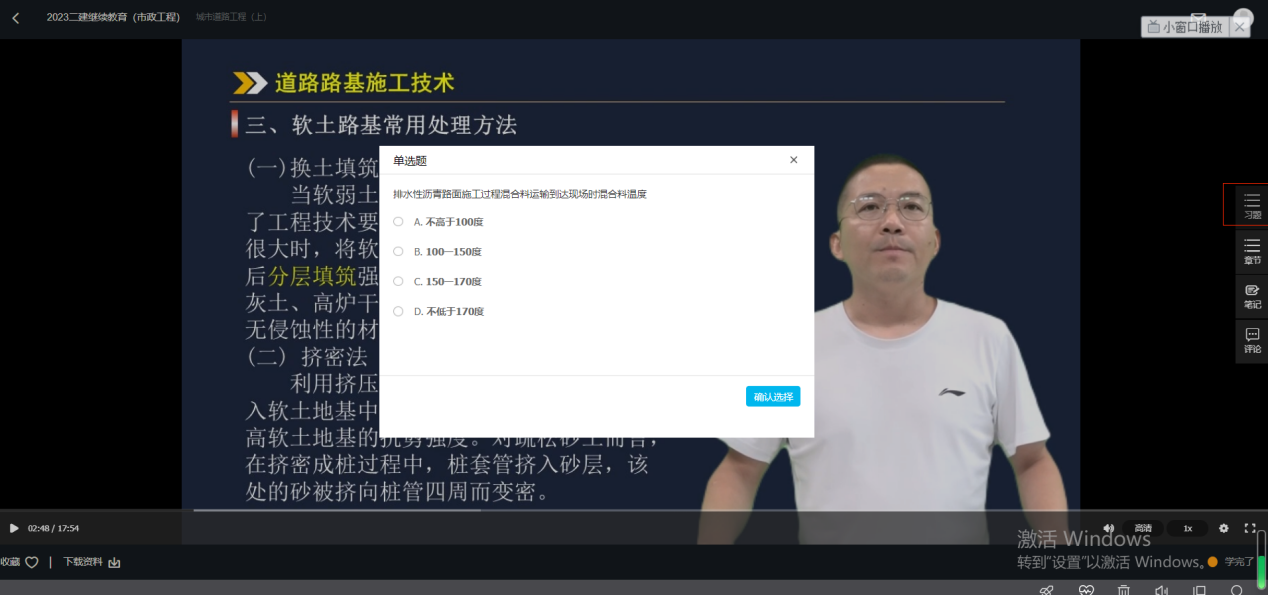 2023二建继续教育（市政工程） 城市道路工程（上）
小窗口播放
道路路基施工技术
三、软土路基常用处理方法
(一)换土填筑
当软弱土
了工程技术要
很大时，将软
后分层填筑强
灰土、高炉干
无侵蚀性的材
(二) 挤密法
利用挤压
入软土地基中
高软土地基的抗剪强度。对疏松砂土而言，
在挤密成桩过程中，桩套管挤入砂层，该
处的砂被挤向桩管四周而变密。
单选题
排水性沥青路面施工过程混合料运输到达现场时混合料温度
A. 不高于100度
B. 100—150度
C. 150—170度
D. 不低于170度
确认选择
习题
章节
笔记
评论
02:48 / 17:54
高清 1x
激活 Windows
转到"设置"以激活 Windows。
学完了
收藏 | 下载资料